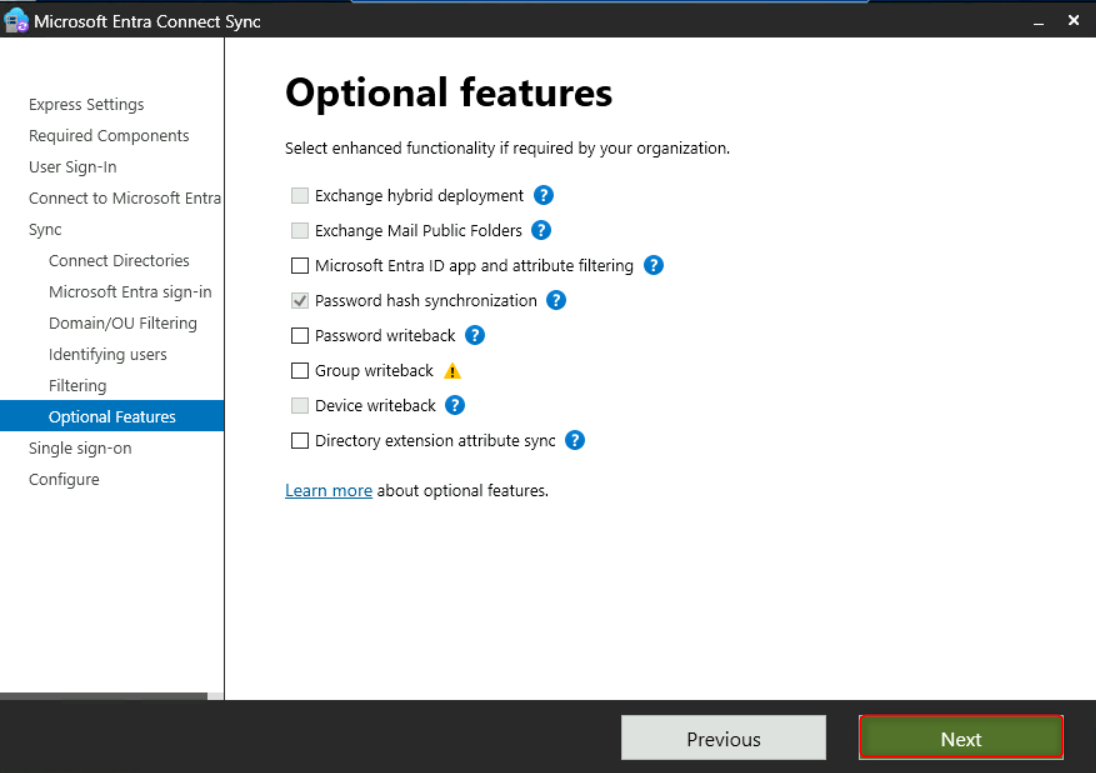 Microsoft Entra Connect Sync
Express Settings
Required Components
User Sign-In
Connect to Microsoft Entra
Sync
Connect Directories
Microsoft Entra sign-in
Domain/OU Filtering
Identifying users
Filtering
Optional Features
Single sign-on
Configure
Optional features
Select enhanced functionality if required by your organization.
Exchange hybrid deployment ?
Exchange Mail Public Folders ?
Microsoft Entra ID app and attribute filtering ?
Password hash synchronization ?
Password writeback ?
Group writeback !
Device writeback ?
Directory extension attribute sync ?
Learn more about optional features.
Previous
Next